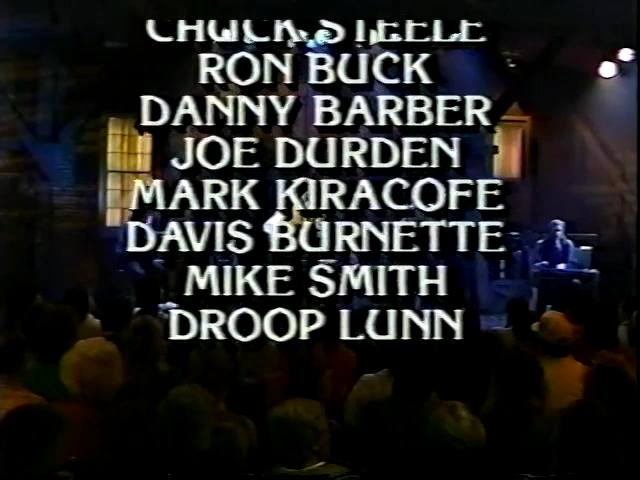 CHUCK STEELE
RON BUCK
DANNY BARBER
JOE DURDEN
MARK KIRACOFE
DAVIS BURNETTE
MIKE SMITH
DROOP LUNN